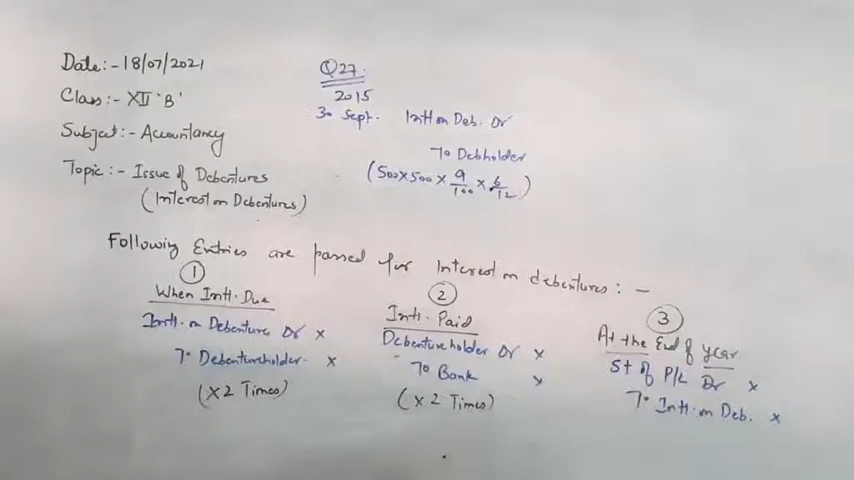 Date:- 18/07/2021
Class:- XII 'B'
Subject:- Accountancy
Topic:- Issue of Debentures
(Interest on Debentures)
Q27.
2015
30 Sept. Intt on Deb. Dr
To Debholder
(500×500×9/100×6/12)
Following Entries are passed for Interest on debentures: -
1
When Intt. Due
Intt. on Debenture Dr x
To Debentureholder. x
(x2 Times)
2
Intt. Paid
Debentureholder Dr x
To Bank x
(x 2 Times)
3
At the End of year
St of P/L Dr x
To Intt. on Deb. x